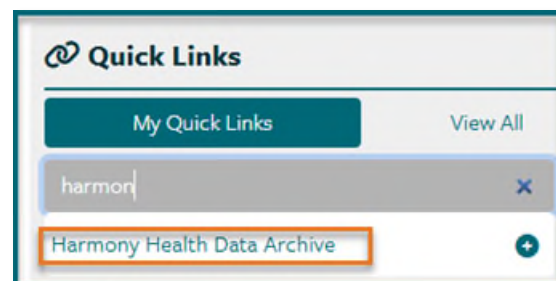 Quick Links
My Quick Links View All
harmon
Harmony Health Data Archive